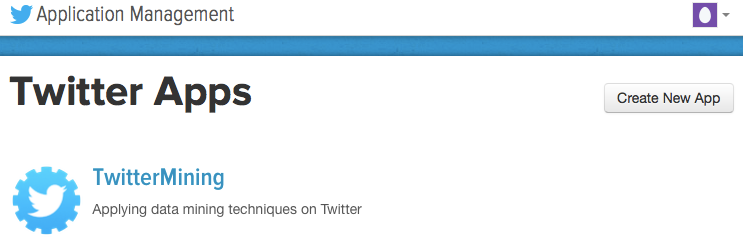 Application Management
Twitter Apps
Create New App
TwitterMining
Applying data mining techniques on Twitter